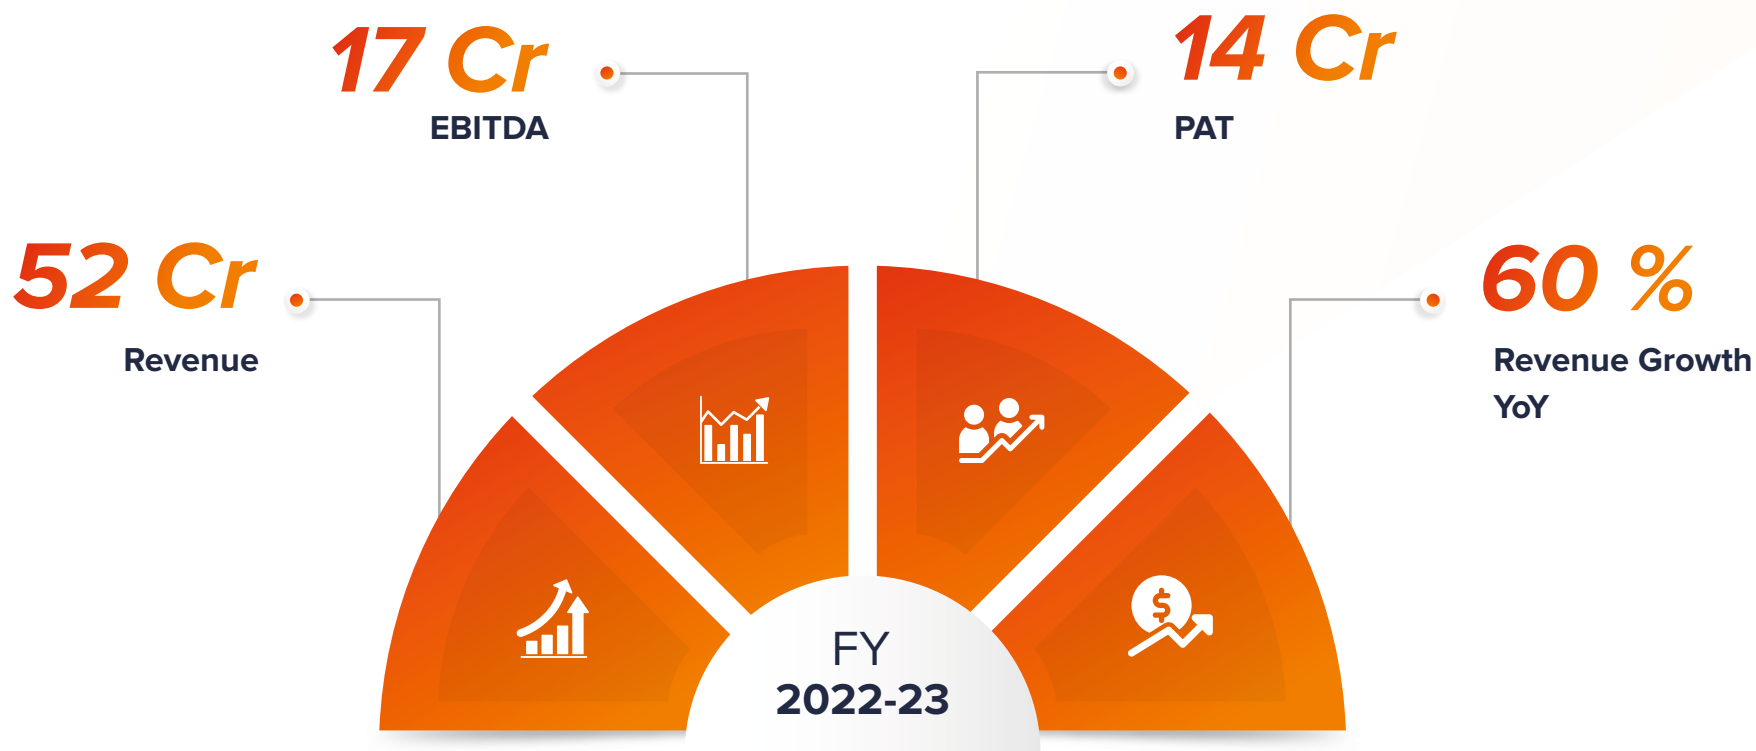 17 Cr
EBITDA
14 Cr
PAT
52 Cr
Revenue
60 %
Revenue Growth
YoY
$
FY
2022-23